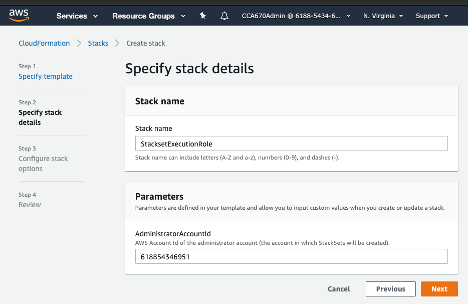 aws Services Resource Groups CCA670Admin @ 6188-5434-6... N. Virginia Support
CloudFormation Stacks Create stack
Step 1
Specify template
Step 2
Specify stack
details
Step 3
Configure stack
options
Step 4
Review
Specify stack details
Stack name
Stack name
StacksetExecutionRole
Stack name can include letters (A-Z and a-z), numbers (0-9), and dashes (-).
Parameters
Parameters are defined in your template and allow you to input custom values when you create or update a stack.
AdministratorAccountId
AWS Account Id of the administrator account (the account in which StackSets will be created).
618854346951
Cancel Previous Next